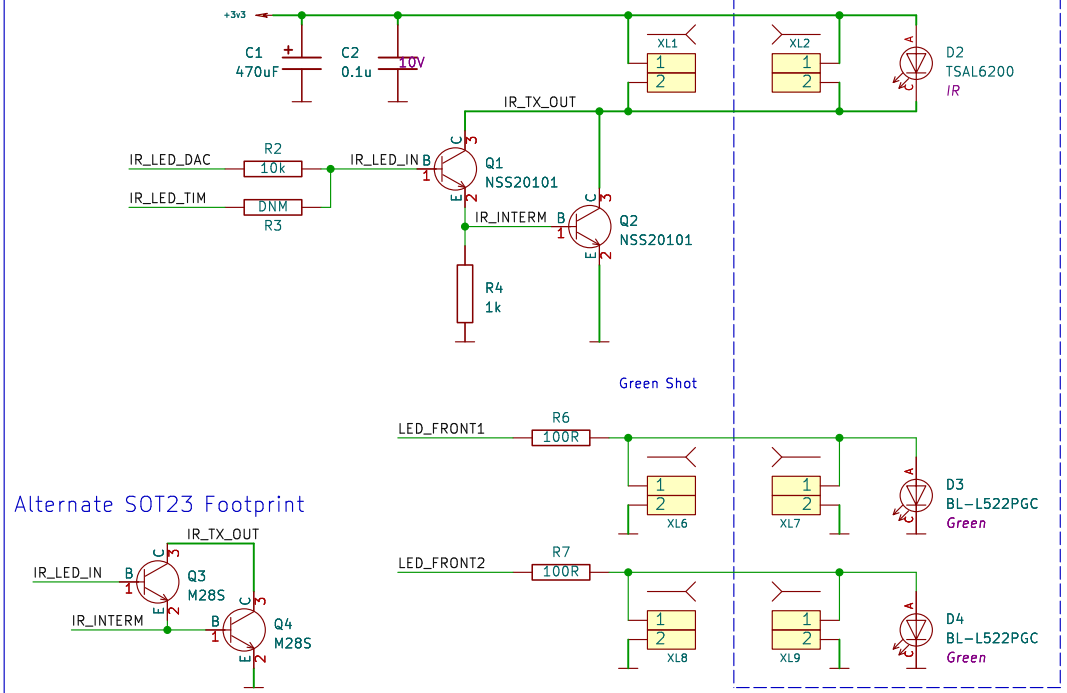 +3v3
C1
470uF
+
C2
0.1u
10V
XL1
1
2
XL2
1
2
A
C
D2
TSAL6200
IR
IR_TX_OUT
IR_LED_DAC
R2
10k
IR_LED_IN
B
1
C
3
E
2
Q1
NSS20101
IR_LED_TIM
DNM
R3
IR_INTERM
B
1
C
3
E
2
Q2
NSS20101
R4
1k
Green Shot
LED_FRONT1
R6
100R
1
2
XL6
1
2
XL7
A
C
D3
BL-L522PGC
Green
Alternate SOT23 Footprint
IR_TX_OUT
IR_LED_IN
B
1
C
3
E
2
Q3
M28S
IR_INTERM
B
1
C
3
E
2
Q4
M28S
LED_FRONT2
R7
100R
1
2
XL8
1
2
XL9
A
C
D4
BL-L522PGC
Green